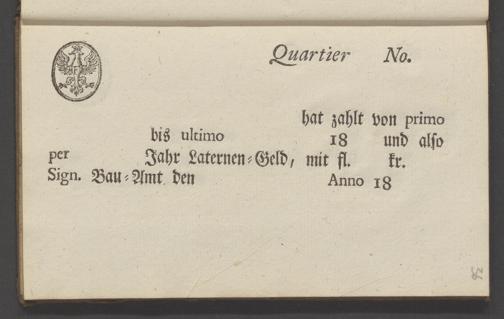 Quartier No.
hat zahlt von primo
bis ultimo 18 und also
per Jahr Laternen=Geld, mit fl. kr.
Sign. Bau=Amt den Anno 18